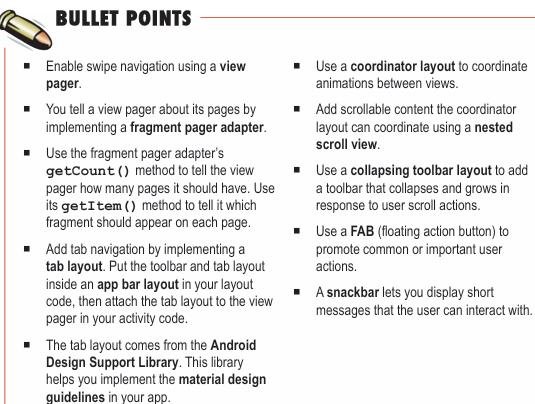 BULLET POINTS
Enable swipe navigation using a view
pager.
You tell a view pager about its pages by
implementing a fragment pager adapter.
Use the fragment pager adapter's
getCount() method to tell the view
pager how many pages it should have. Use
its getItem() method to tell it which
fragment should appear on each page.
Add tab navigation by implementing a
tab layout. Put the toolbar and tab layout
inside an app bar layout in your layout
code, then attach the tab layout to the view
pager in your activity code.
The tab layout comes from the Android
Design Support Library. This library
helps you implement the material design
guidelines in your app.
Use a coordinator layout to coordinate
animations between views.
Add scrollable content the coordinator
layout can coordinate using a nested
scroll view.
Use a collapsing toolbar layout to add
a toolbar that collapses and grows in
response to user scroll actions.
Use a FAB (floating action button) to
promote common or important user
actions.
A snackbar lets you display short
messages that the user can interact with.